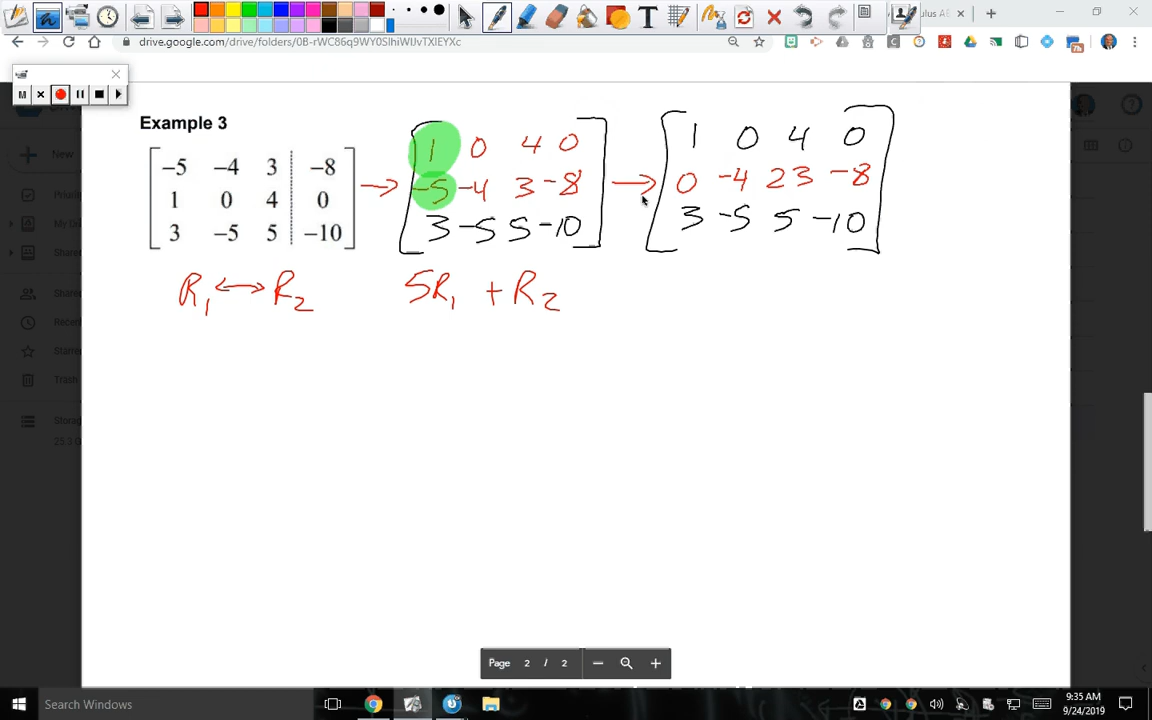 ulus A
drive.google.com/drive/folders/0B-rWC86q9WY0SlhiWlJvTXlEYXc
M
Example 3
-5 -4 3 -8
1 0 4 0
3 -5 5 -10
1 0 4 0
-5 -4 3 -8
3 -5 5 -10
1 0 4 0
0 -4 23 -8
3 -5 5 -10
R1 ↔ R2
5R1 + R2
New
Page 2 / 2
Search Windows
9:35 AM
9/24/2019